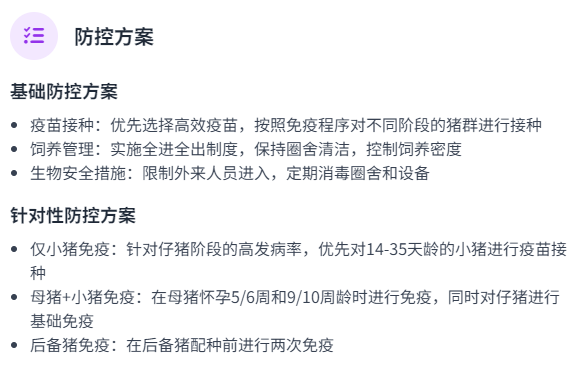 防控方案
基础防控方案
疫苗接种：优先选择高效疫苗，按照免疫程序对不同阶段的猪群进行接种
饲养管理：实施全进全出制度，保持圈舍清洁，控制饲养密度
生物安全措施：限制外来人员进入，定期消毒圈舍和设备
针对性防控方案
仅小猪免疫：针对仔猪阶段的高发病率，优先对14-35天龄的小猪进行疫苗接
种
母猪+小猪免疫：在母猪怀孕5/6周和9/10周龄时进行免疫，同时对仔猪进行
基础免疫
后备猪免疫：在后备猪配种前进行两次免疫